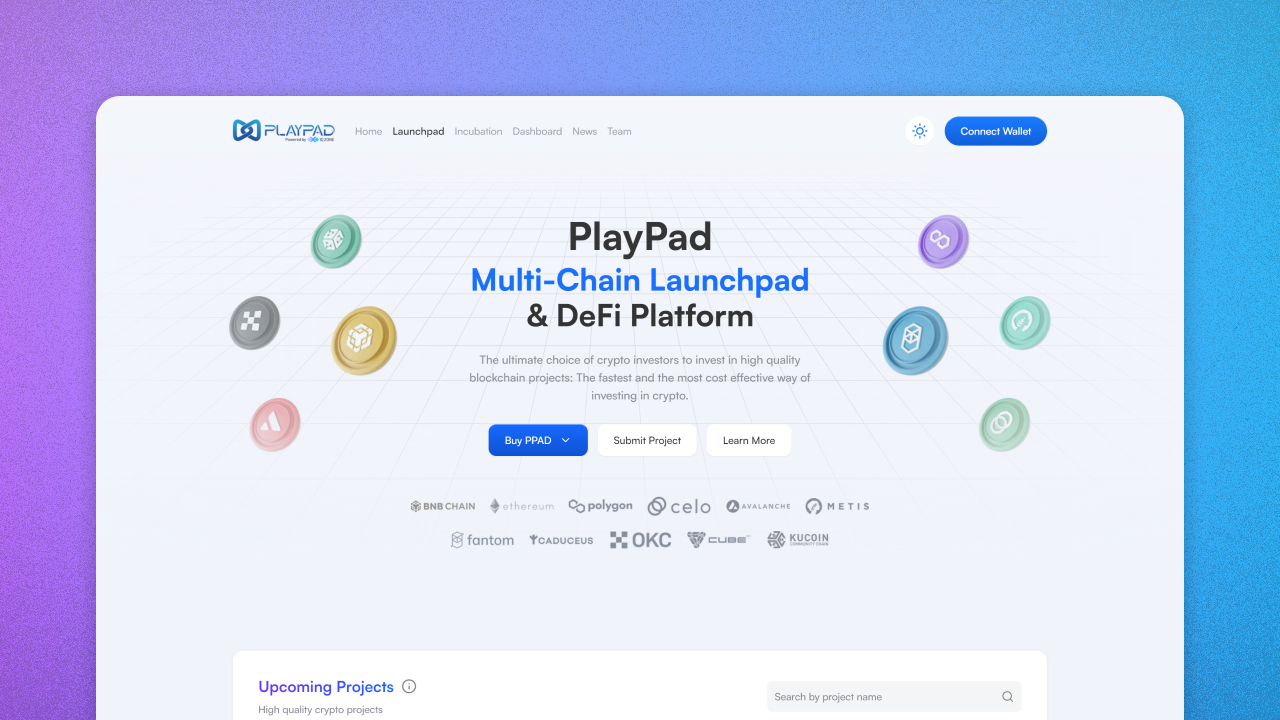 PLAYPAD
Powered by
Home Launchpad Incubation Dashboard News Team
Connect Wallet
PlayPad
Multi-Chain Launchpad
& DeFi Platform
The ultimate choice of crypto investors to invest in high quality
blockchain projects: The fastest and the most cost effective way of
investing in crypto.
Buy PPAD Submit Project Learn More
BNB CHAIN ethereum polygon celo AVALANCHE METIS
fantom CADUCEUS OKC CUBE KUCOIN
COMMUNITY CHAIN
Upcoming Projects
Search by project name
High quality crypto projects